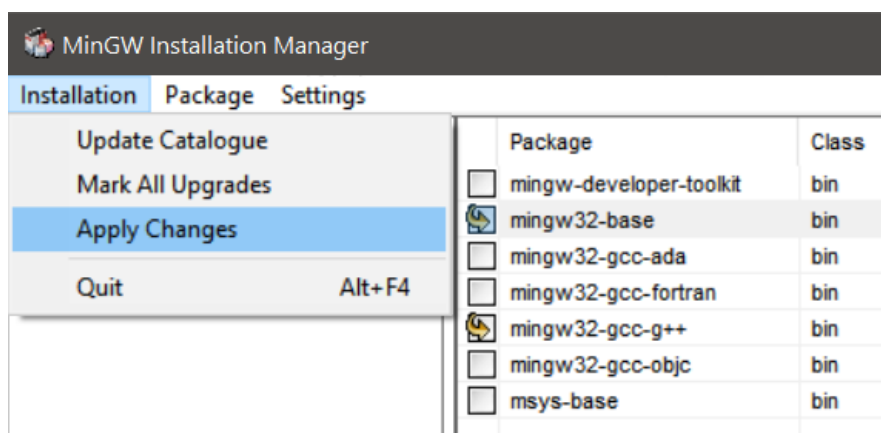 MinGW Installation Manager
Installation Package Settings
Update Catalogue
Mark All Upgrades
Apply Changes
Quit Alt+F4
Package Class
mingw-developer-toolkit bin
mingw32-base bin
mingw32-gcc-ada bin
mingw32-gcc-fortran bin
mingw32-gcc-g++ bin
mingw32-gcc-objc bin
msys-base bin